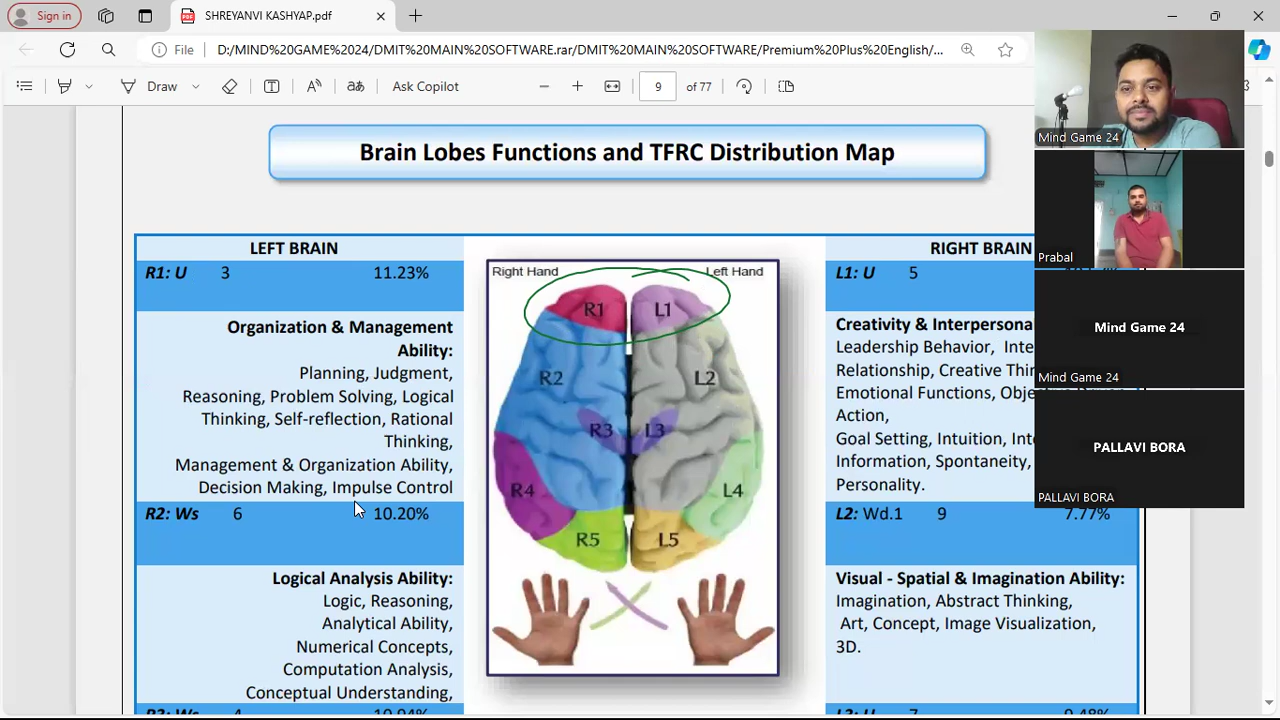 Sign in
SHREYANVI KASHYAP.pdf
File
D:/MIND%20GAME%202024/DMIT%20MAIN%20SOFTWARE.rar/DMIT%20MAIN%20SOFTWARE/Premium%20Plus%20English/...
Draw
Ask Copilot
9 of 77
Brain Lobes Functions and TFRC Distribution Map
LEFT BRAIN
R1: U 3 11.23%
Organization & Management
Ability:
Planning, Judgment,
Reasoning, Problem Solving, Logical
Thinking, Self-reflection, Rational
Thinking,
Management & Organization Ability,
Decision Making, Impulse Control
R2: Ws 6 10.20%
Logical Analysis Ability:
Logic, Reasoning,
Analytical Ability,
Numerical Concepts,
Computation Analysis,
Conceptual Understanding,
Right Hand Left Hand
R1 L1
R2 L2
R3 L3
R4 L4
R5 L5
RIGHT BRAIN
L1: U 5
Creativity & Interpersona
Leadership Behavior, Inte
Relationship, Creative Thin
Emotional Functions, Obje
Action,
Goal Setting, Intuition, Int
Information, Spontaneity,
Personality.
L2: Wd.1 9 7.77%
Visual - Spatial & Imagination Ability:
Imagination, Abstract Thinking,
Art, Concept, Image Visualization,
3D.
Mind Game 24
Prabal
Mind Game 24
Mind Game 24
PALLAVI BORA
PALLAVI BORA